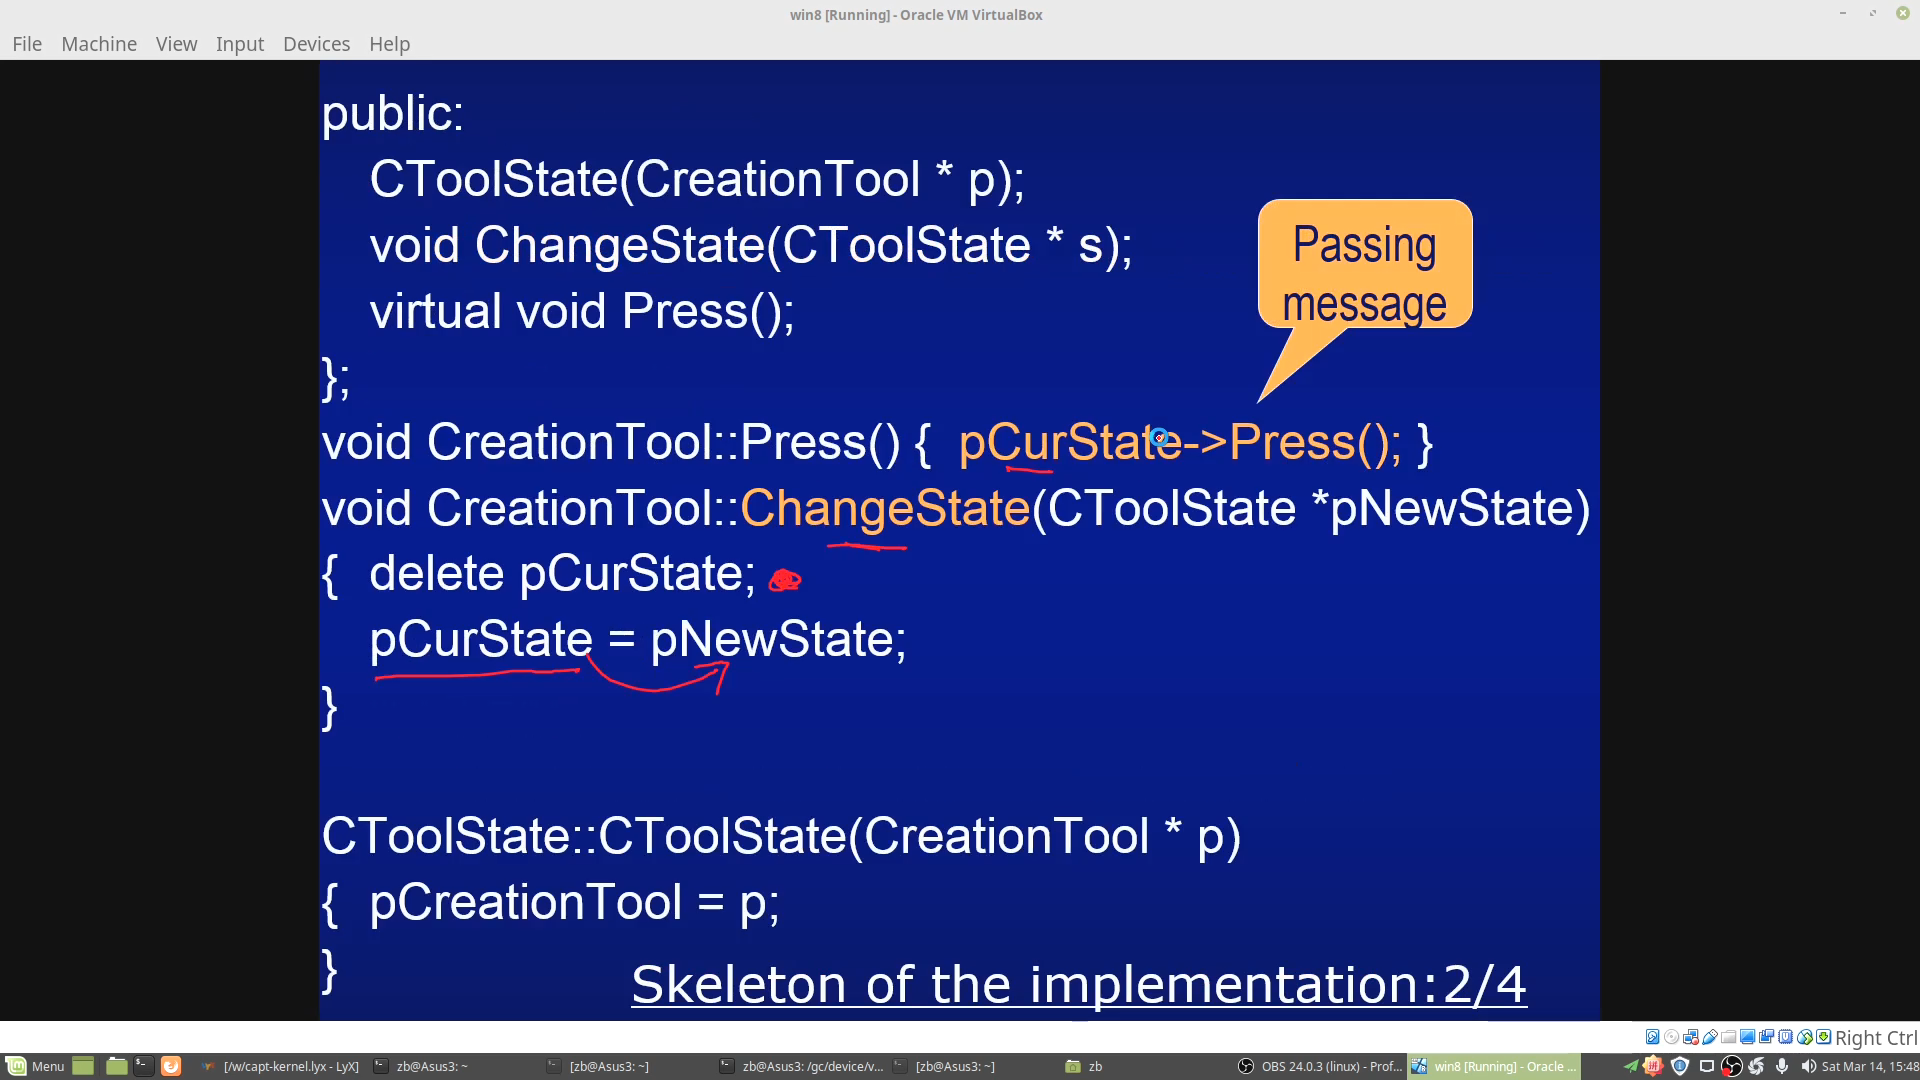 win8 [Running] - Oracle VM VirtualBox
File Machine View Input Devices Help
public:
CToolState(CreationTool * p);
void ChangeState(CToolState * s);
virtual void Press();
};
Passing
message
void CreationTool::Press() { pCurState->Press(); }
void CreationTool::ChangeState(CToolState *pNewState)
{ delete pCurState;
pCurState = pNewState;
}
CToolState::CToolState(CreationTool * p)
{ pCreationTool = p;
}
Skeleton of the implementation:2/4
Right Ctrl
Menu [/w/capt-kernel.lyx - LyX] zb@Asus3: ~ [zb@Asus3: ~] zb@Asus3: /gc/device/v... [zb@Asus3: ~] zb OBS 24.0.3 (linux) - Prof... win8 [Running] - Oracle ... Sat Mar 14, 15:48